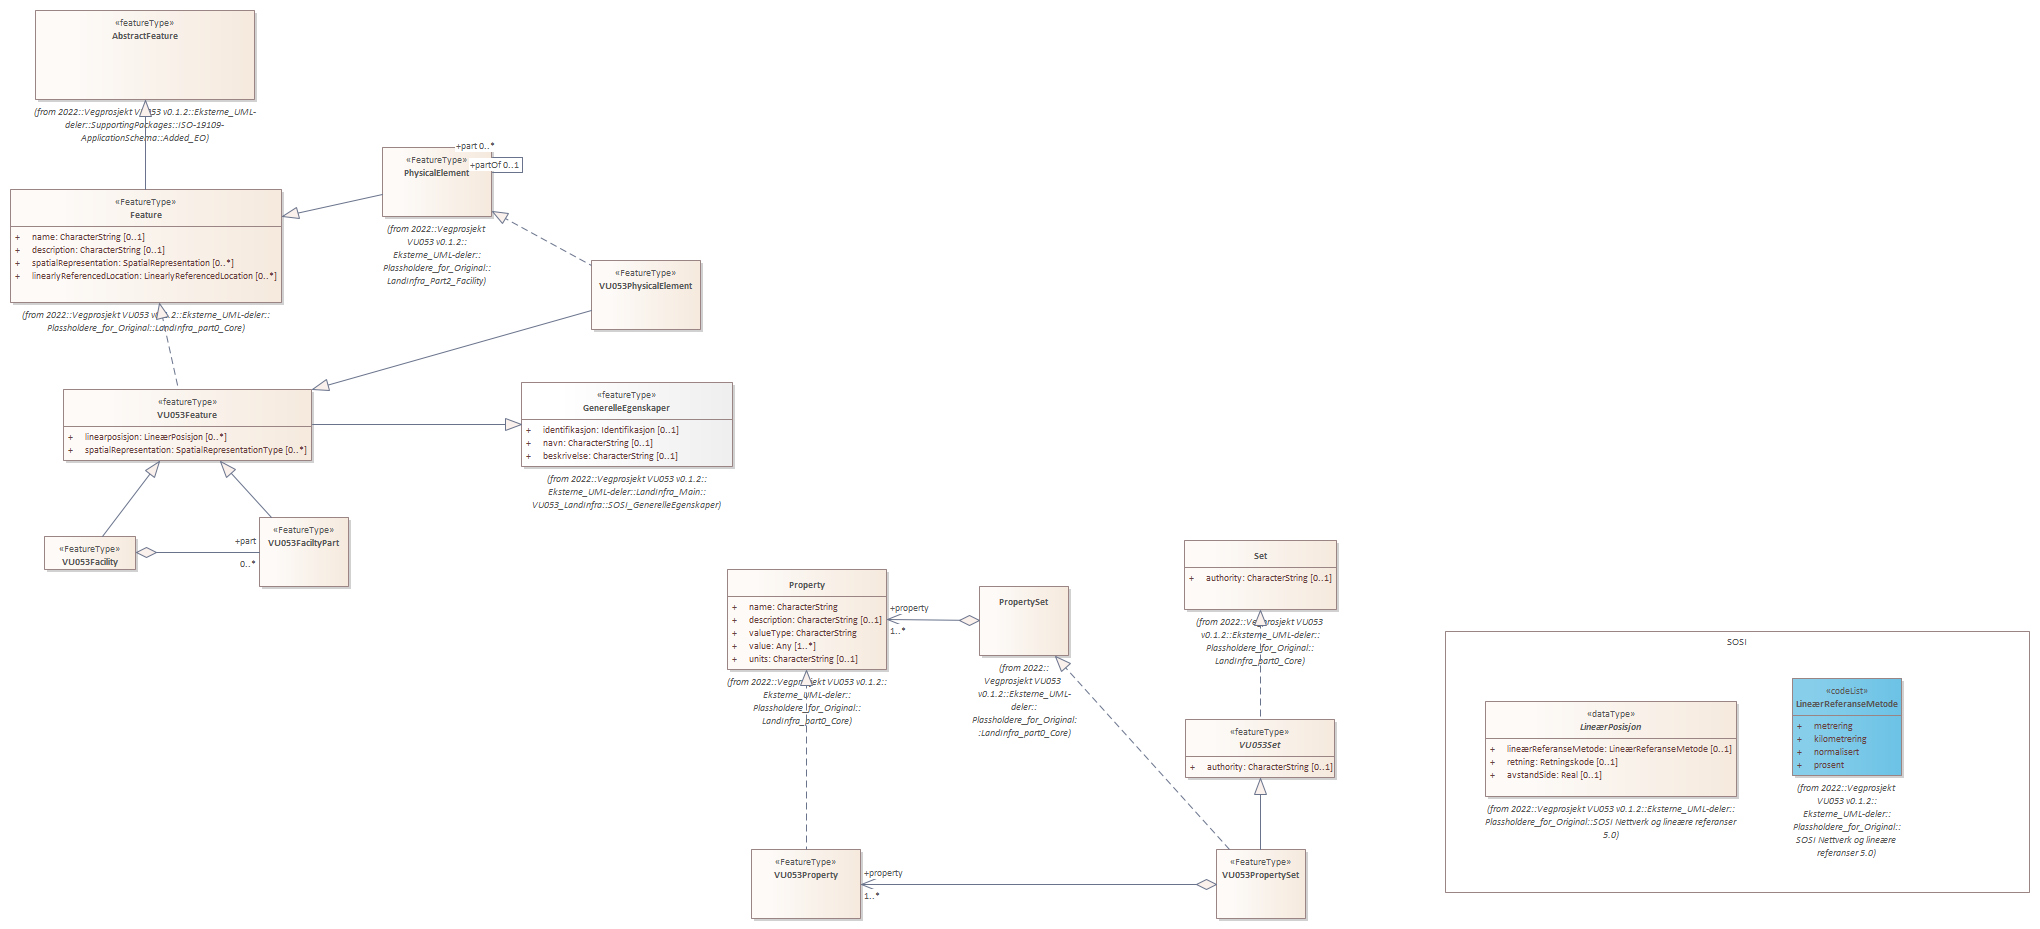 «featureType»
AbstractFeature
(from 2022::Vegprosjekt VU053 v0.1.2::Eksterne_UML-
deler::SupportingPackages::ISO-19109-
ApplicationSchema::Added_EO)
«FeatureType»
Feature
+ name: CharacterString [0..1]
+ description: CharacterString [0..1]
+ spatialRepresentation: SpatialRepresentation [0..*]
+ linearlyReferencedLocation: LinearlyReferencedLocation [0..*]
(from 2022::Vegprosjekt VU053 v0.1.2::Eksterne_UML-deler::
Plassholdere_for_Original::LandInfra_part0_Core)
+part 0..*
+partOf 0..1
«FeatureType»
PhysicalElement
(from 2022::Vegprosjekt
VU053 v0.1.2::
Eksterne_UML-deler::
Plassholdere_for_Original::
LandInfra_Part2_Facility)
«FeatureType»
VU053PhysicalElement
«featureType»
VU053Feature
+ linearposisjon: LineærPosisjon [0..*]
+ spatialRepresentation: SpatialRepresentationType [0..*]
«featureType»
GenerelleEgenskaper
+ identifikasjon: Identifikasjon [0..1]
+ navn: CharacterString [0..1]
+ beskrivelse: CharacterString [0..1]
(from 2022::Vegprosjekt VU053 v0.1.2::
Eksterne_UML-deler::LandInfra_Main::
VU053_LandInfra::SOSI_GenerelleEgenskaper)
«FeatureType»
VU053Facility
+part
0..*
«FeatureType»
VU053FaciltyPart
Property
+ name: CharacterString
+ description: CharacterString [0..1]
+ valueType: CharacterString
+ value: Any [1..*]
+ units: CharacterString [0..1]
(from 2022::Vegprosjekt VU053 v0.1.2::
Eksterne_UML-deler::
Plassholdere_for_Original::
LandInfra_part0_Core)
+property
1..*
PropertySet
(from 2022::
Vegprosjekt VU053
v0.1.2::Eksterne_UML-
deler::
Plassholdere_for_Original:
:LandInfra_part0_Core)
Set
+ authority: CharacterString [0..1]
(from 2022::Vegprosjekt VU053
v0.1.2::Eksterne_UML-deler::
Plassholdere_for_Original::
LandInfra_part0_Core)
«featureType»
VU053Set
+ authority: CharacterString [0..1]
«FeatureType»
VU053Property
+property
1..*
«FeatureType»
VU053PropertySet
SOSI
«dataType»
LineærPosisjon
+ lineærReferanseMetode: LineærReferanseMetode [0..1]
+ retning: Retningskode [0..1]
+ avstandSide: Real [0..1]
(from 2022::Vegprosjekt VU053 v0.1.2::Eksterne_UML-deler::
Plassholdere_for_Original::SOSI Nettverk og lineære referanser
5.0)
«codeList»
LineærReferanseMetode
+ metrering
+ kilometrering
+ normalisert
+ prosent
(from 2022::Vegprosjekt
VU053 v0.1.2::
Eksterne_UML-deler::
Plassholdere_for_Original::
SOSI Nettverk og lineære
referanser 5.0)